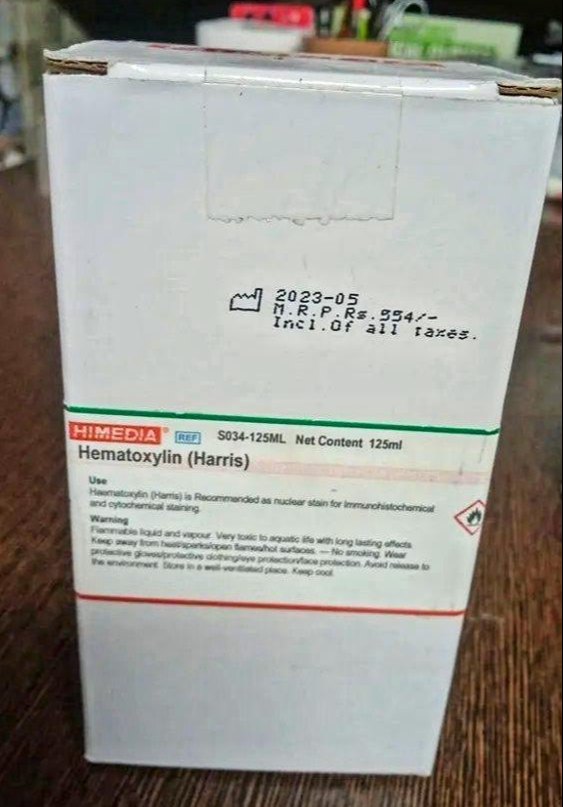 2023-05
M.R.P.Rs.554/-
Incl.Of all taxes.
HIMEDIA® REF S034-125ML Net Content 125ml
Hematoxylin (Harris)
Use
Haematoxylin (Harris) is Recommended as nuclear stain for Immunohistochemical
and cytochemical staining.
Warning
Flammable liquid and vapour. Very toxic to aquatic life with long lasting effects.
Keep away from heat/sparks/open flames/hot surfaces. — No smoking. Wear
protective gloves/protective clothing/eye protection/face protection. Avoid release to
the environment. Store in a well-ventilated place. Keep cool.